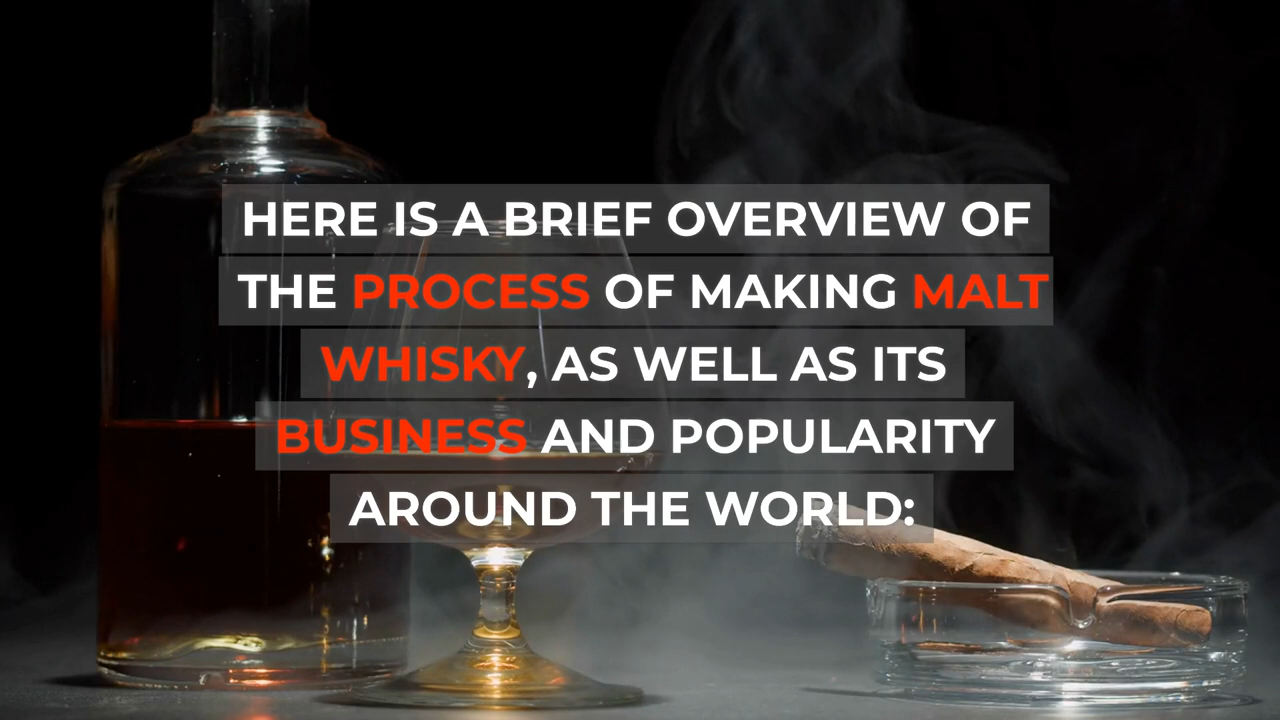 HERE IS A BRIEF OVERVIEW OF
THE PROCESS OF MAKING MALT
WHISKY, AS WELL AS ITS
BUSINESS AND POPULARITY
AROUND THE WORLD: